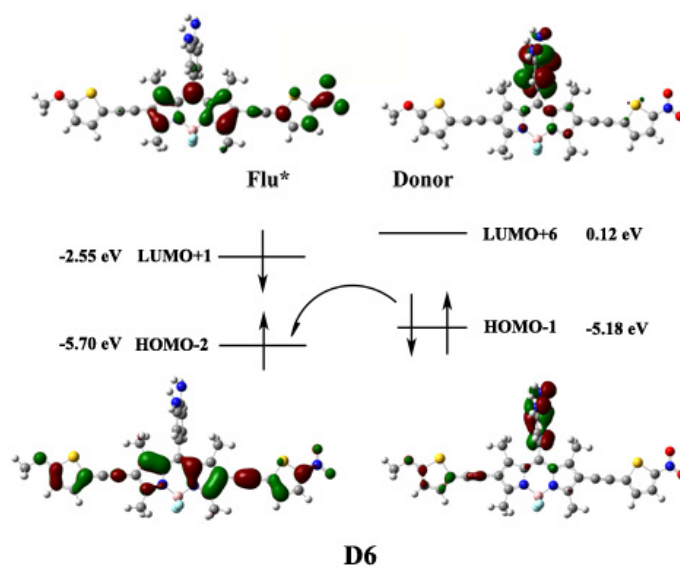 Flu* Donor
-2.55 eV LUMO+1 LUMO+6 0.12 eV
-5.70 eV HOMO-2 HOMO-1 -5.18 eV
D6